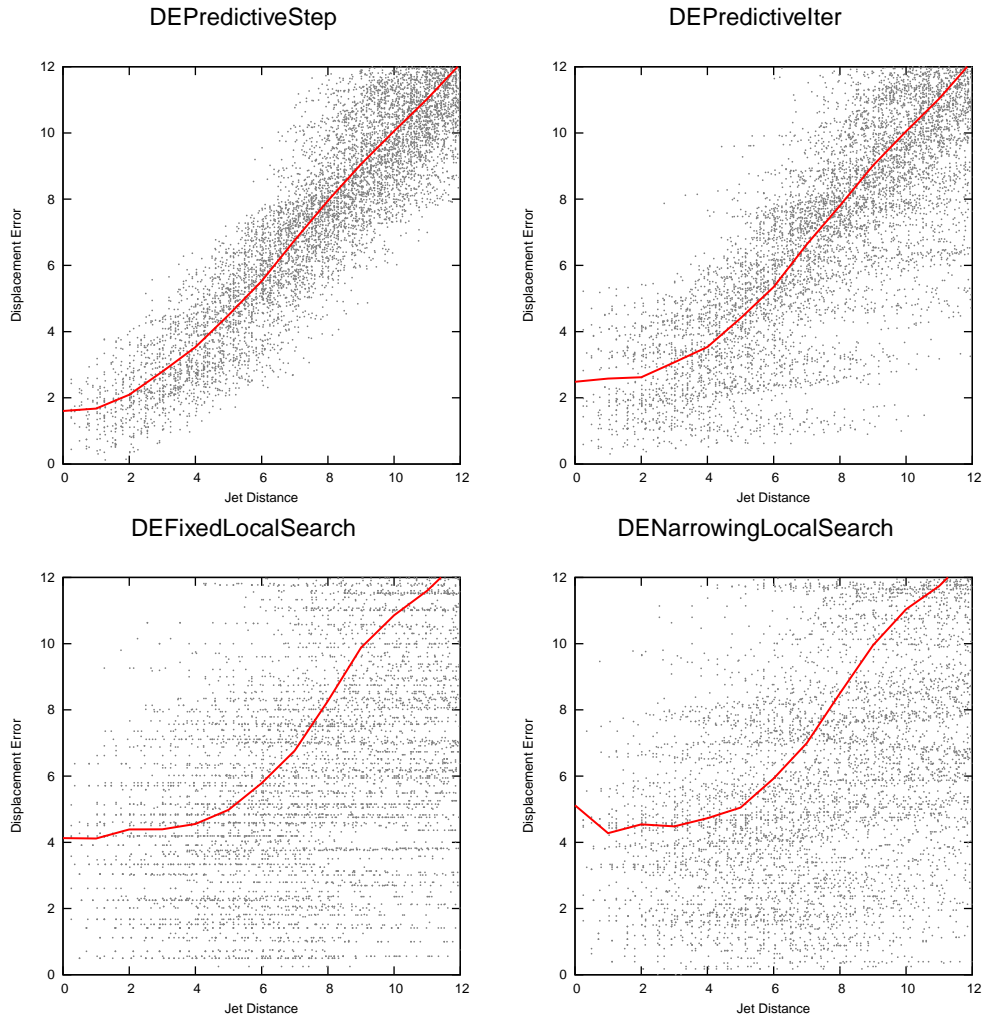 DEPredictiveStep
DEPredictiveIter
12
10
8
6
4
2
0
Displacement Error
0 2 4 6 8 10 12
Jet Distance
12
10
8
6
4
2
0
Displacement Error
0 2 4 6 8 10 12
Jet Distance
DEFixedLocalSearch
DENarrowingLocalSearch
12
10
8
6
4
2
0
Displacement Error
0 2 4 6 8 10 12
Jet Distance
12
10
8
6
4
2
0
Displacement Error
0 2 4 6 8 10 12
Jet Distance